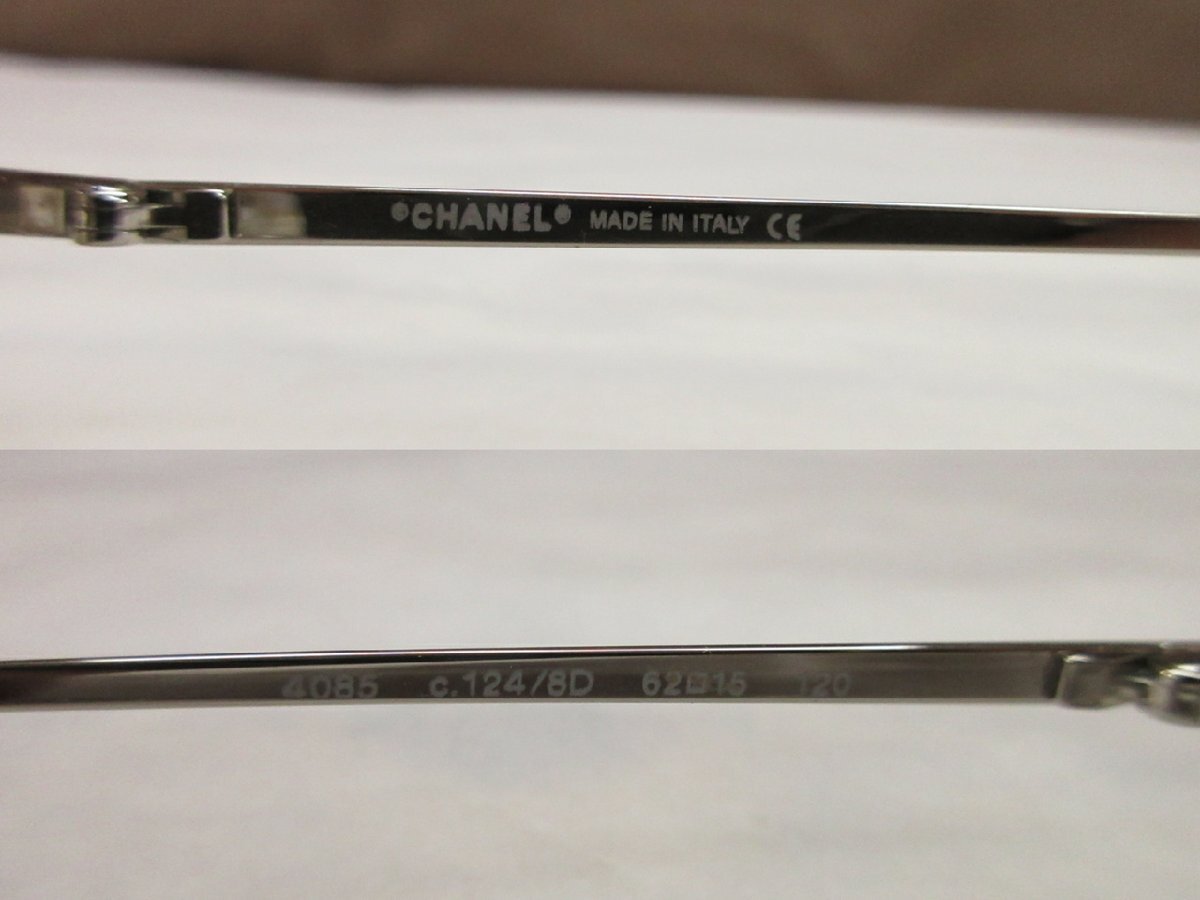 ®CHANEL® MADE IN ITALY CE
4085 c.124/8D 62□15 120